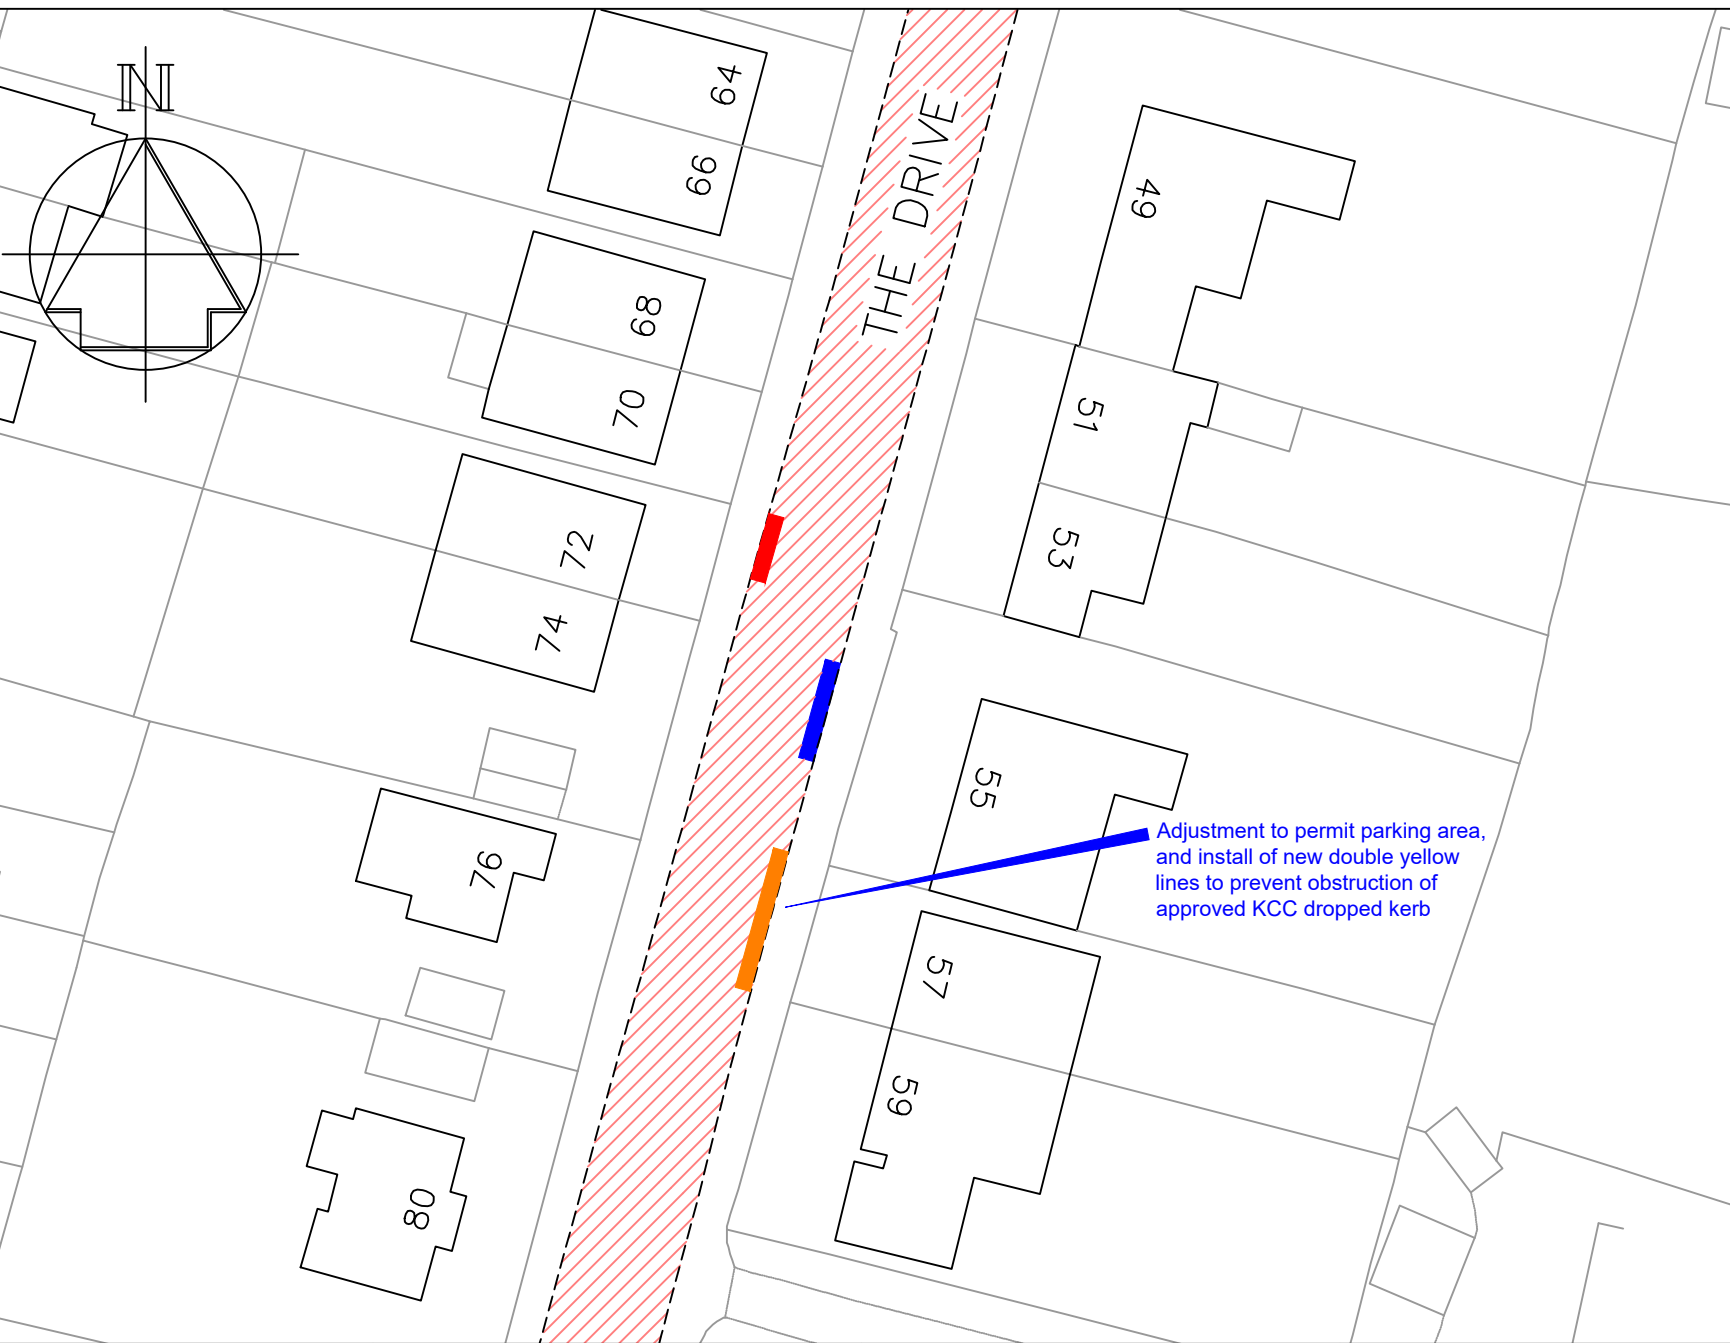 N
64
66
68
70
72
74
76
80
THE DRIVE
49
51
53
55
57
59
Adjustment to permit parking area,
and install of new double yellow
lines to prevent obstruction of
approved KCC dropped kerb